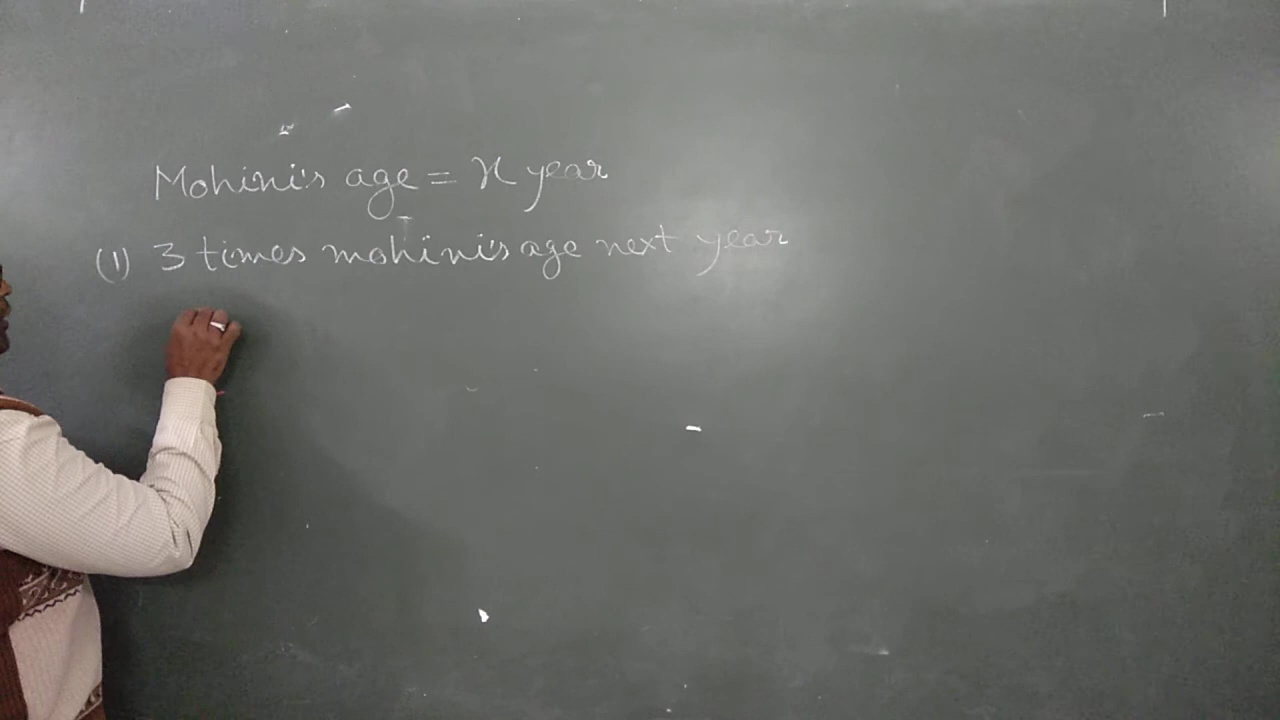 Mohini's age = x year
(1) 3 times mohini's age next year